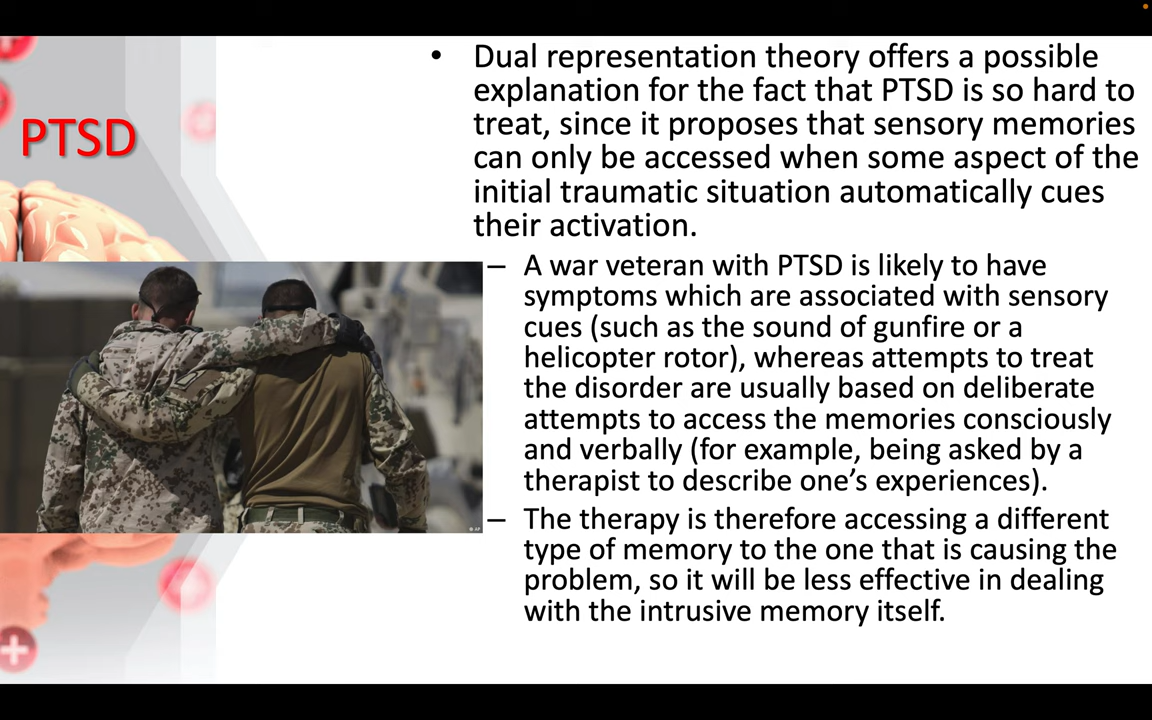 PTSD
• Dual representation theory offers a possible
explanation for the fact that PTSD is so hard to
treat, since it proposes that sensory memories
can only be accessed when some aspect of the
initial traumatic situation automatically cues
their activation.
– A war veteran with PTSD is likely to have
symptoms which are associated with sensory
cues (such as the sound of gunfire or a
helicopter rotor), whereas attempts to treat
the disorder are usually based on deliberate
attempts to access the memories consciously
and verbally (for example, being asked by a
therapist to describe one’s experiences).
– The therapy is therefore accessing a different
type of memory to the one that is causing the
problem, so it will be less effective in dealing
with the intrusive memory itself.